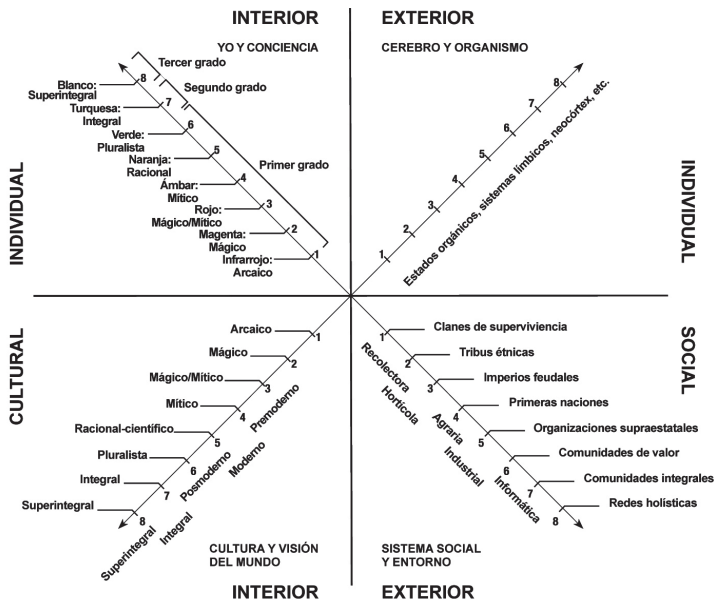 INTERIOR
EXTERIOR
YO Y CONCIENCIA
CEREBRO Y ORGANISMO
Tercer grado
Segundo grado
Primer grado
8
Blanco:
Superintegral
7
Turquesa:
Integral
6
Verde:
Pluralista
5
Naranja:
Racional
4
Ámbar:
Mítico
3
Rojo:
Mágico/Mítico
2
Magenta:
Mágico
1
Infrarrojo:
Arcaico
INDIVIDUAL
8
7
6
5
4
3
2
1
Estados orgánicos, sistemas límbicos, neocórtex, etc.
INDIVIDUAL
CULTURAL
Arcaico
1
Mágico
2
Mágico/Mítico
3
Mítico
4
Racional-científico
5
Pluralista
6
Integral
7
Superintegral
8
Premoderno
Moderno
Posmoderno
Integral
Superintegral
CULTURA Y VISIÓN
DEL MUNDO
1
Clanes de superviviencia
2
Tribus étnicas
3
Imperios feudales
4
Primeras naciones
5
Organizaciones supraestatales
6
Comunidades de valor
7
Comunidades integrales
8
Redes holísticas
Recolectora
Hortícola
Agraria
Industrial
Informática
SOCIAL
SISTEMA SOCIAL
Y ENTORNO
INTERIOR
EXTERIOR